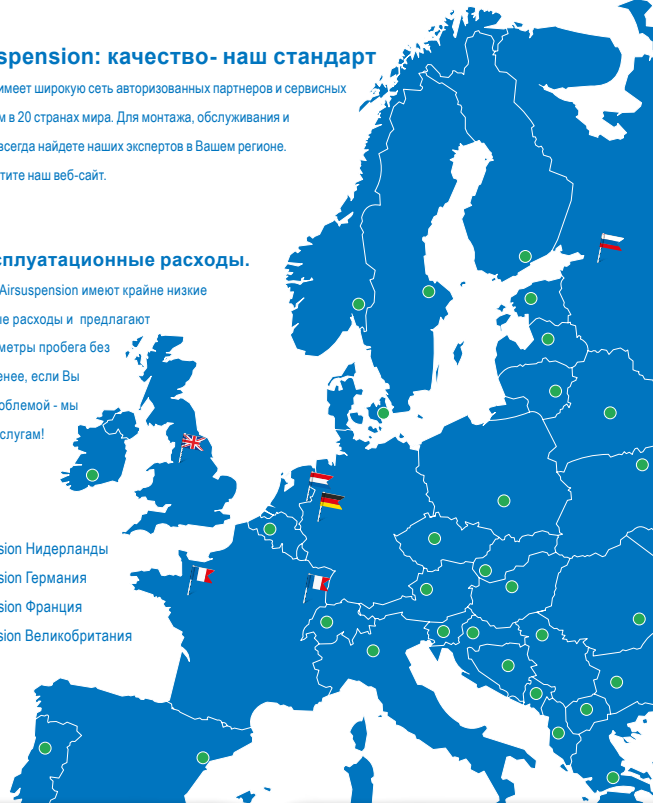 spension: качество- наш стандарт
имеет широкую сеть авторизованных партнеров и сервисных
м в 20 странах мира. Для монтажа, обслуживания и
всегда найдете наших экспертов в Вашем регионе.
тите наш веб-сайт.
сплуатационные расходы.
Airsuspension имеют крайне низкие
ые расходы и предлагают
метры пробега без
енее, если Вы
облемой - мы
слугам!
sion Нидерланды
sion Германия
sion Франция
sion Великобритания